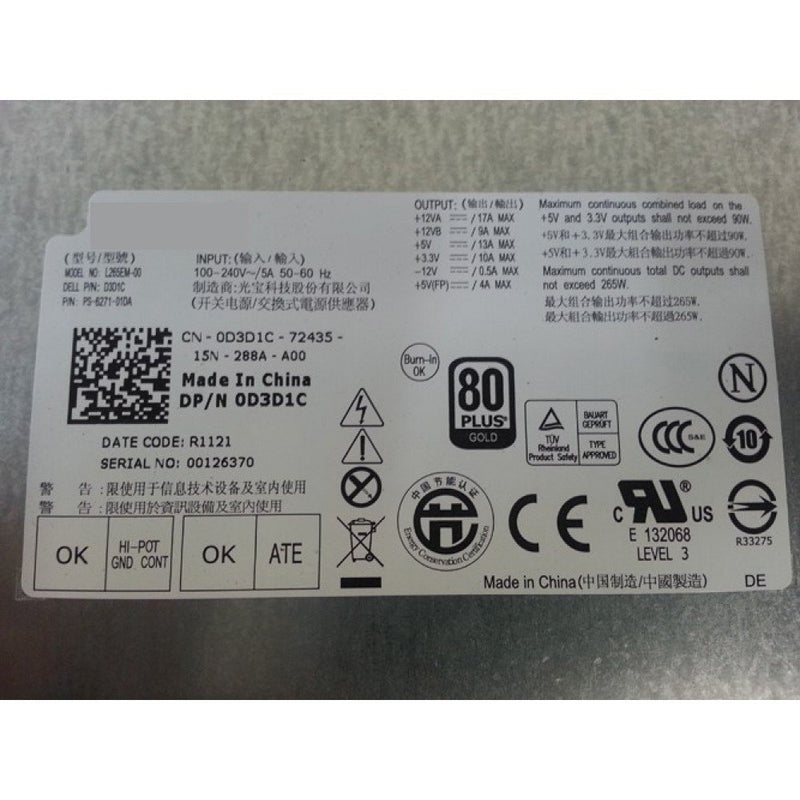 (型号/型號)
MODEL NO: L265EM-00
DELL P/N: D3D1C
P/N: PS-6271-01DA
INPUT: (输入 / 輸入)
100-240V~/5A 50-60 Hz
制造商:光宝科技股份有限公司
(开关电源/交換式電源供應器)
OUTPUT: (输出 / 輸出)
+12VA / 17A MAX
+12VB / 9A MAX
+5V / 13A MAX
+3.3V / 10A MAX
-12V / 0.5A MAX
+5V(FP) / 4A MAX
Maximum continuous combined load on the
+5V and 3.3V outputs shall not exceed 90W.
+5V和+3.3V最大组合输出功率不超过90W.
+5V和+3.3V最大組合輸出功率不超過90W.
Maximum continuous total DC outputs shall
not exceed 265W.
最大组合输出功率不超过265W.
最大組合輸出功率不超過265W.
CN - 0D3D1C - 72435 -
15N - 288A - A00
Made In China
DP/N 0D3D1C
DATE CODE: R1121
SERIAL NO: 00126370
警 告 :限使用于信息技术设备及室内使用
警 告 :限使用於資訊設備及室內使用
OK
HI-POT
GND CONT
OK
ATE
Burn-In
OK
80
PLUS®
GOLD
TÜV
Rheinland
Product Safety
BAUART
GEPRÜFT
TYPE
APPROVED
CCC
S&E
N
10
中国节能认证
Energy Conservation Certification
CE
c RU® US
E 132068
LEVEL 3
R33275
Made in China(中国制造/中國製造)
DE